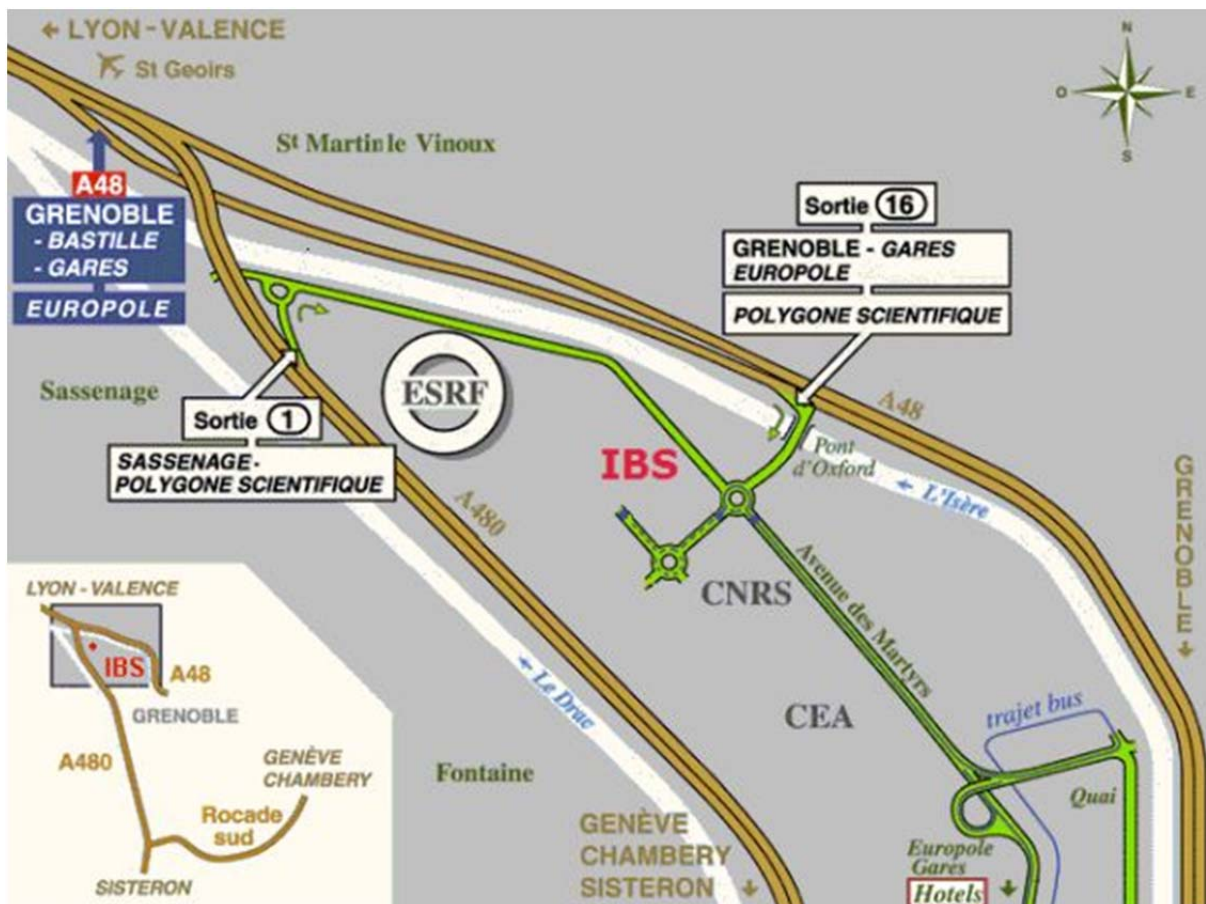 LYON - VALENCE
St Geoirs
N
O
E
S
St Martin le Vinoux
A48
GRENOBLE
- BASTILLE
- GARES
EUROPOLE
Sortie 16
GRENOBLE - GARES
EUROPOLE
POLYGONE SCIENTIFIQUE
Sassenage
ESRF
Sortie 1
SASSENAGE-
POLYGONE SCIENTIFIQUE
A48
Pont
d'Oxford
IBS
L'Isère
GRENOBLE
A480
CNRS
Avenue des Martyrs
LYON - VALENCE
IBS
A48
GRENOBLE
A480
GENÈVE
CHAMBERY
Rocade
sud
SISTERON
Le Drac
CEA
trajet bus
Fontaine
Quai
GENÈVE
CHAMBERY
SISTERON
Europole
Gares
Hotels